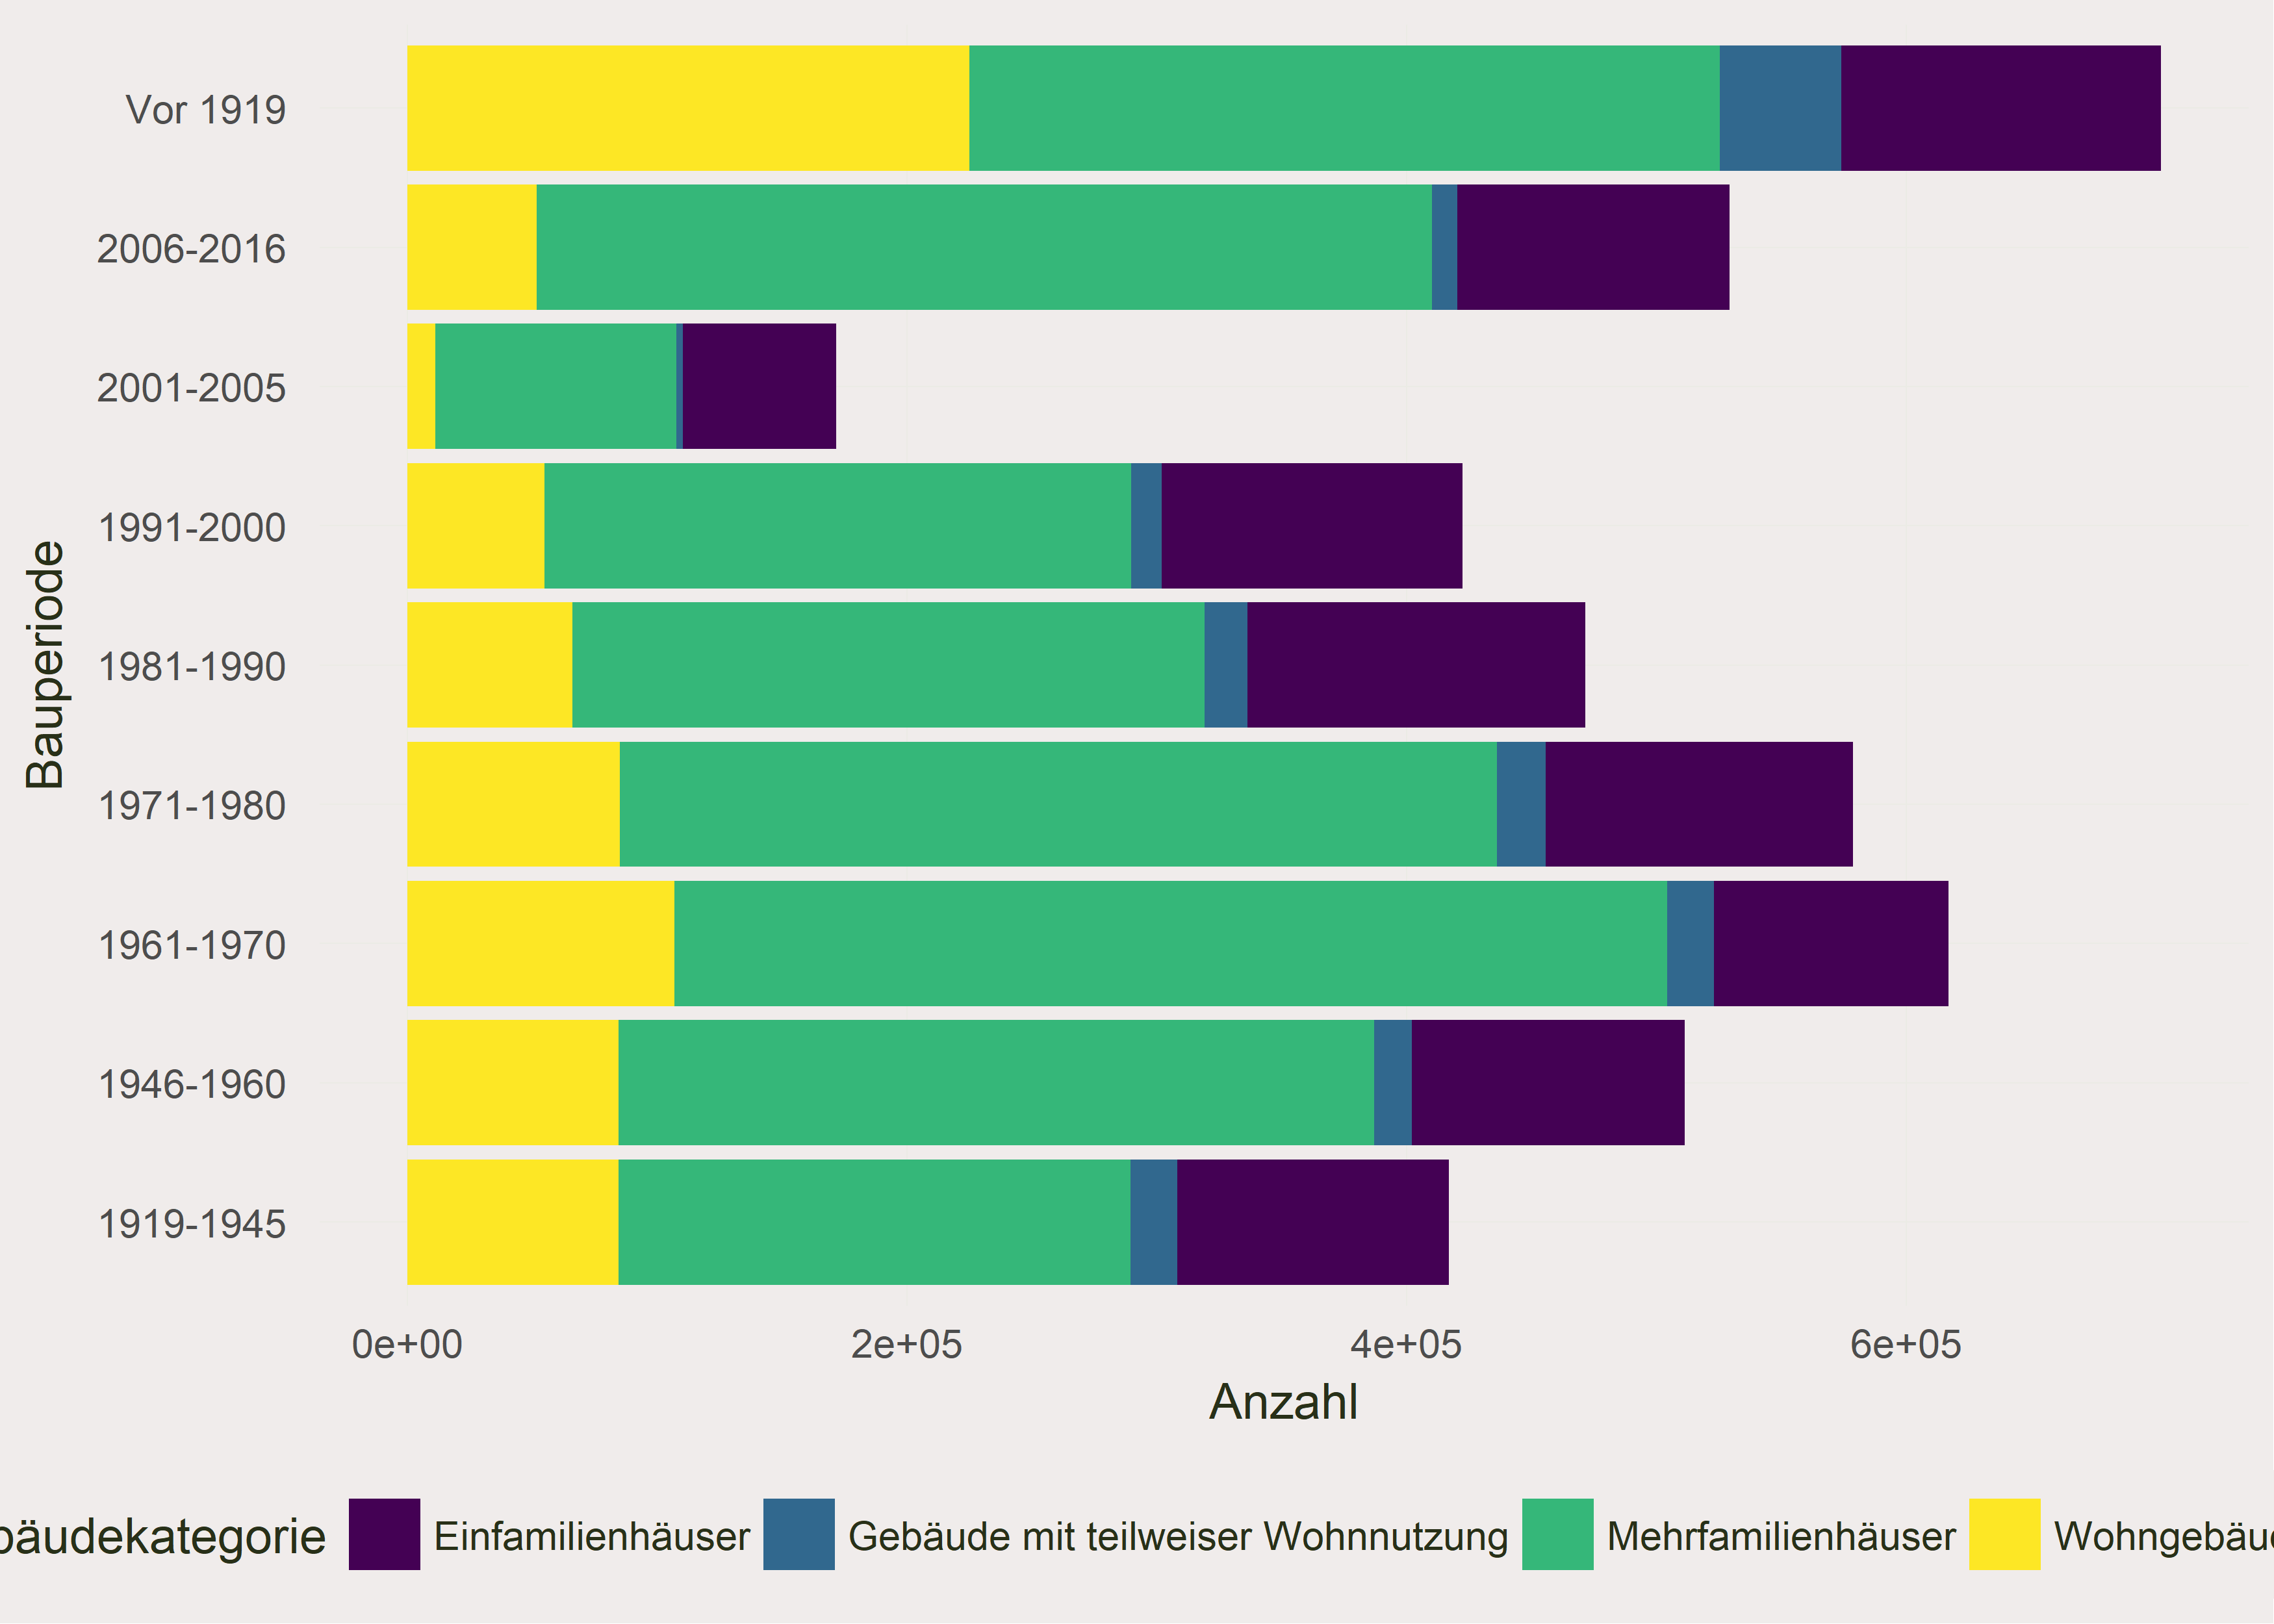 Vor 1919
2006-2016
2001-2005
1991-2000
1981-1990
1971-1980
1961-1970
1946-1960
1919-1945
Bauperiode
0e+00 2e+05 4e+05 6e+05
Anzahl
bäudekategorie Einfamilienhäuser Gebäude mit teilweiser Wohnnutzung Mehrfamilienhäuser Wohngebäud